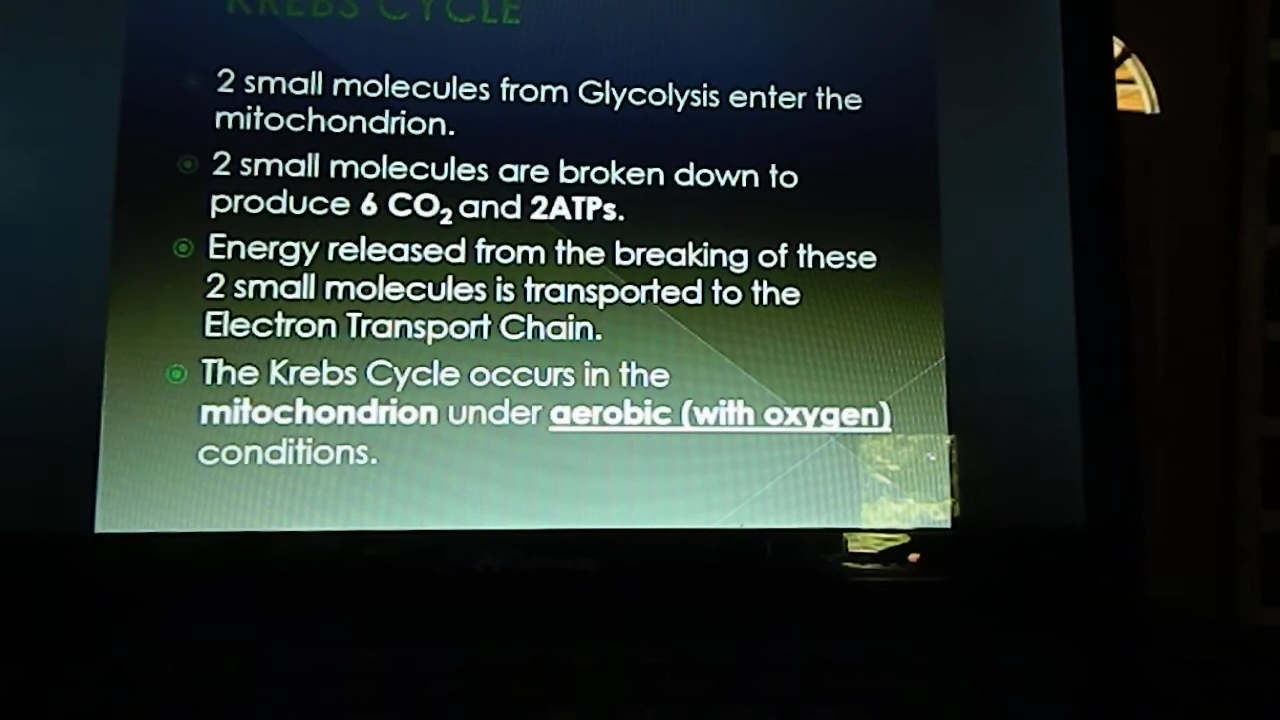 KREBS CYCLE
2 small molecules from Glycolysis enter the
mitochondrion.
2 small molecules are broken down to
produce 6 CO₂ and 2ATPs.
Energy released from the breaking of these
2 small molecules is transported to the
Electron Transport Chain.
The Krebs Cycle occurs in the
mitochondrion under aerobic (with oxygen)
conditions.